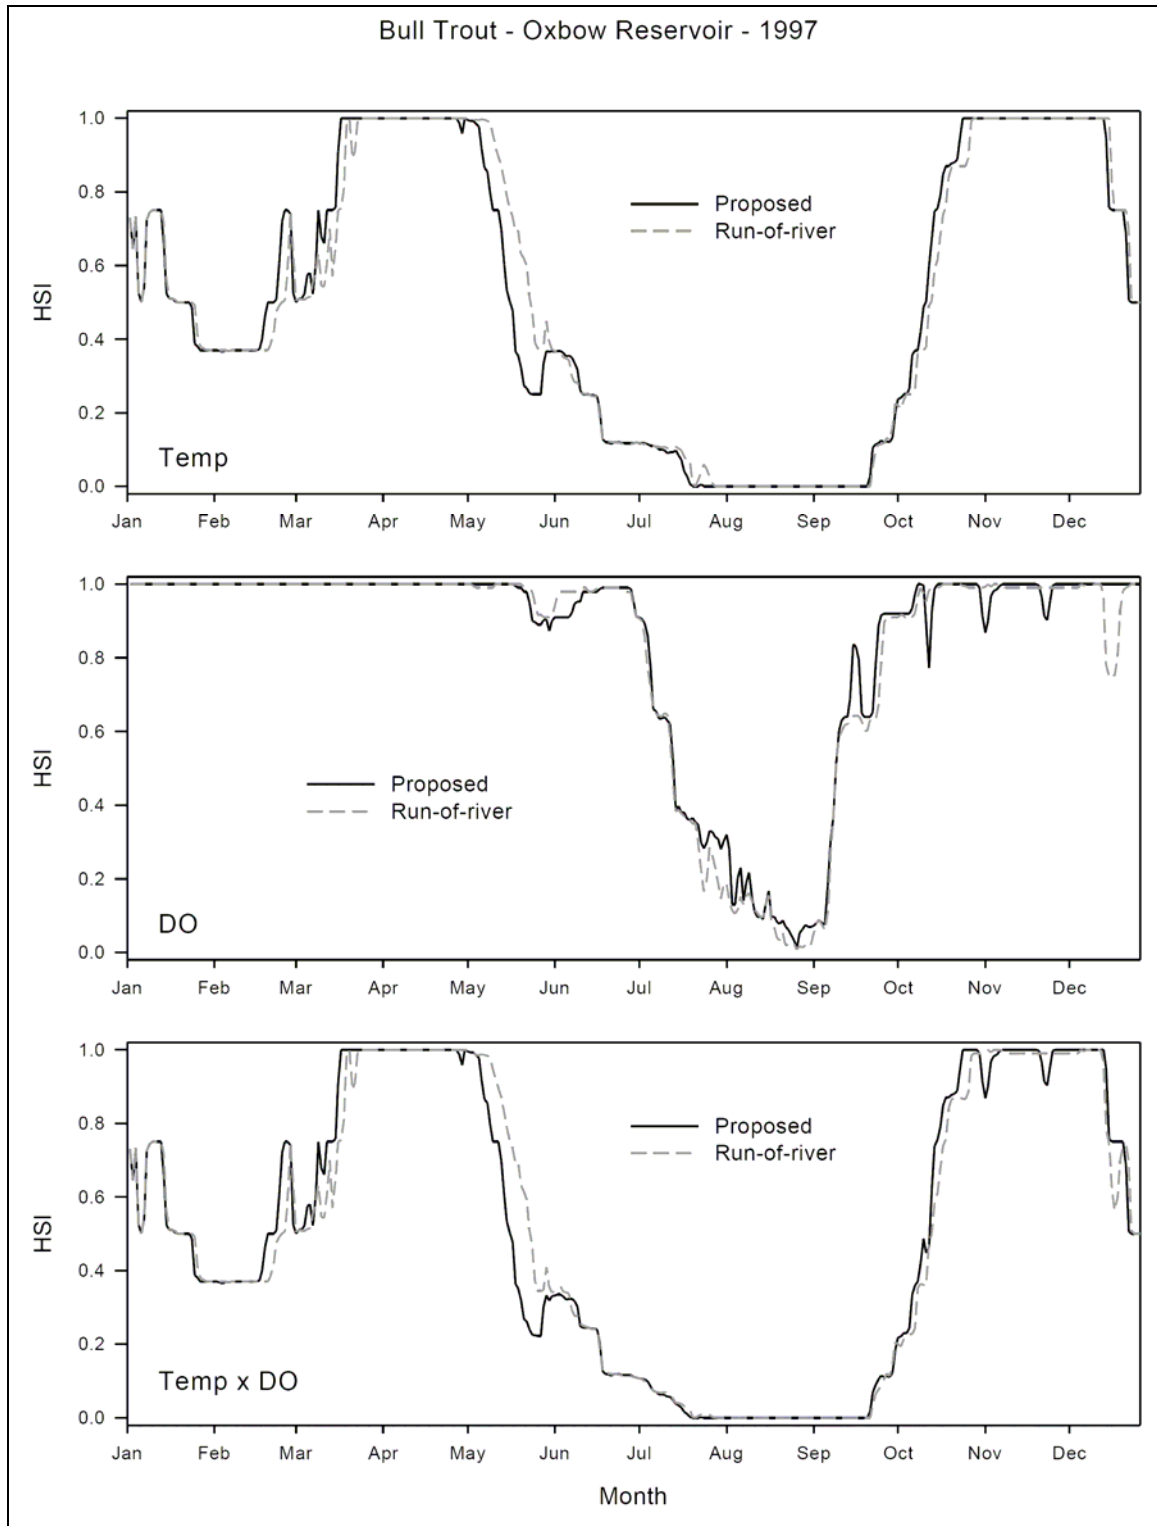 Bull Trout - Oxbow Reservoir - 1997
1.0
0.8
0.6
0.4
0.2
0.0
HSI
Proposed
Run-of-river
Temp
Jan Feb Mar Apr May Jun Jul Aug Sep Oct Nov Dec
1.0
0.8
0.6
0.4
0.2
0.0
HSI
Proposed
Run-of-river
DO
Jan Feb Mar Apr May Jun Jul Aug Sep Oct Nov Dec
1.0
0.8
0.6
0.4
0.2
0.0
HSI
Proposed
Run-of-river
Temp x DO
Jan Feb Mar Apr May Jun Jul Aug Sep Oct Nov Dec
Month